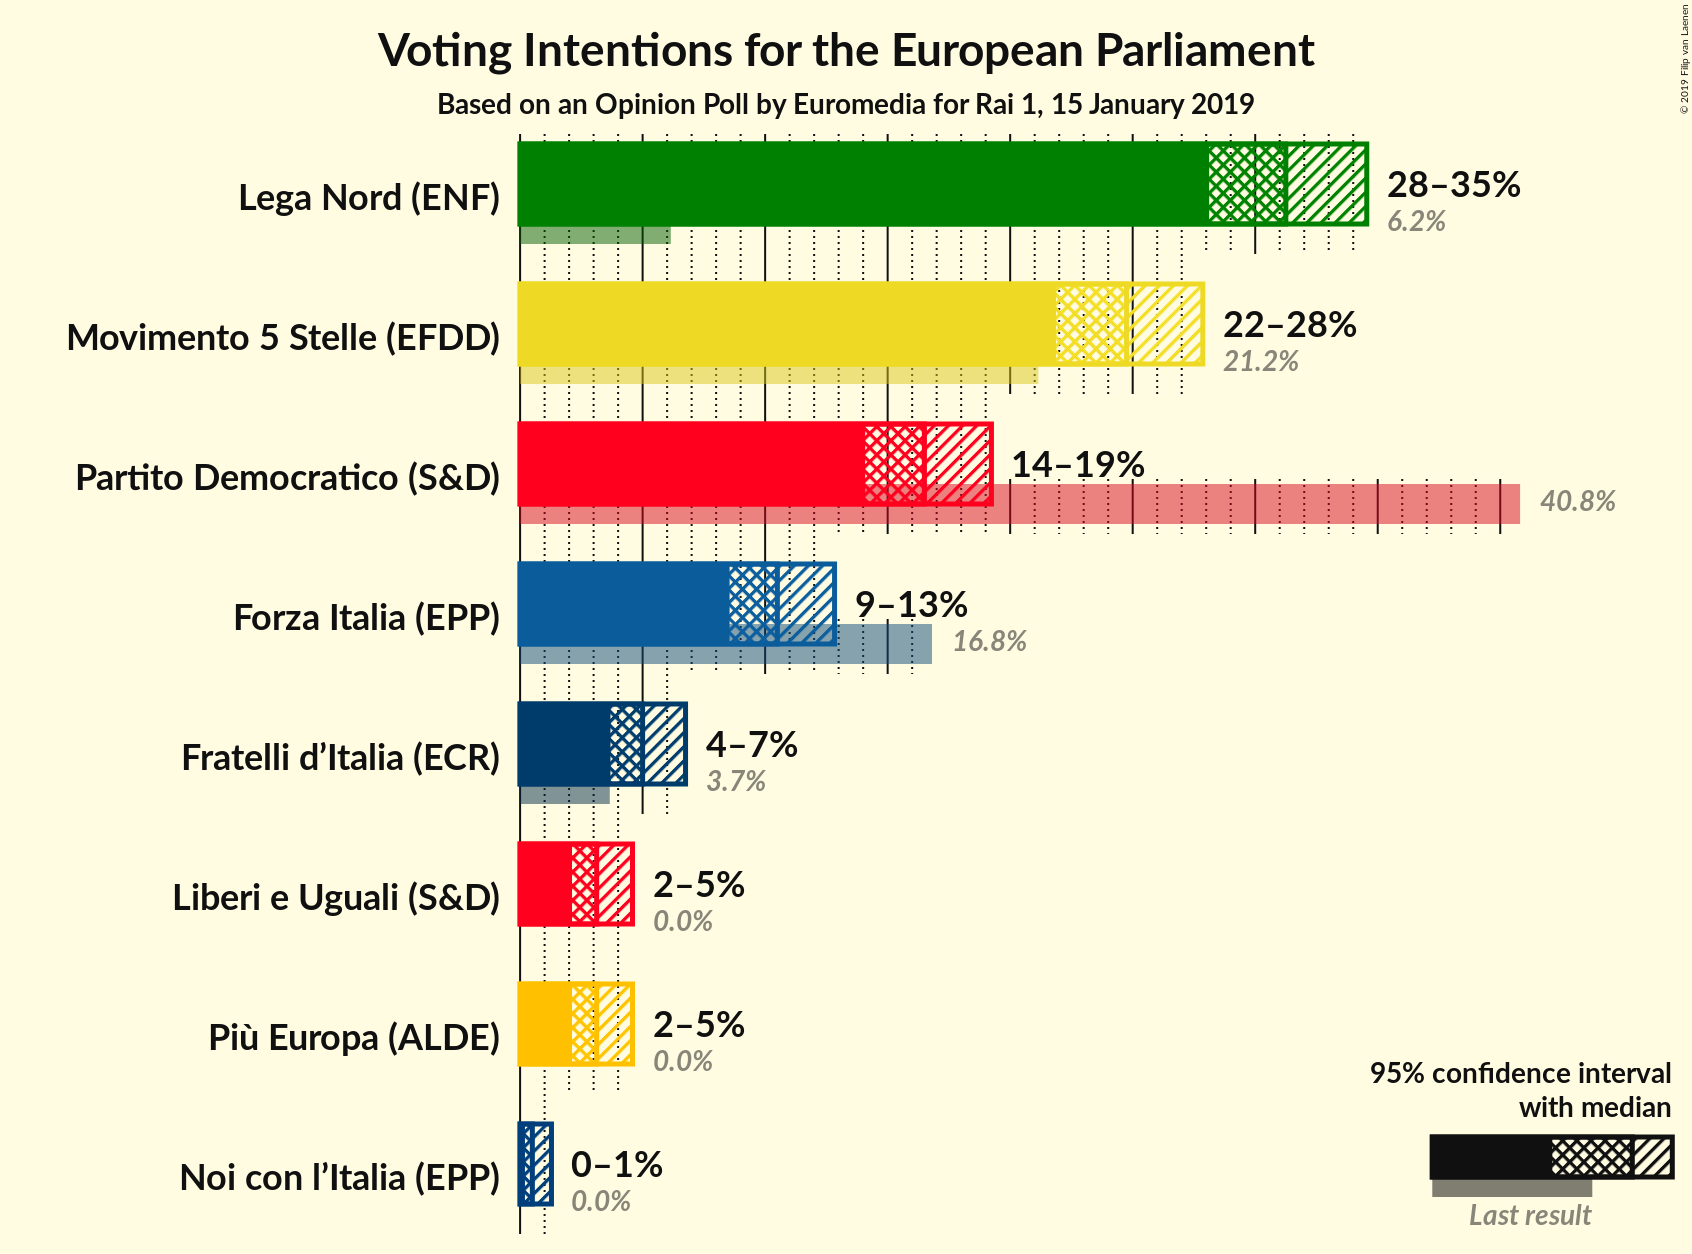 Voting Intentions for the European Parliament
Based on an Opinion Poll by Euromedia for Rai 1, 15 January 2019
© 2019 Filip van Laenen
Lega Nord (ENF)
28–35%
6.2%
Movimento 5 Stelle (EFDD)
22–28%
21.2%
Partito Democratico (S&D)
14–19%
40.8%
Forza Italia (EPP)
9–13%
16.8%
Fratelli d’Italia (ECR)
4–7%
3.7%
Liberi e Uguali (S&D)
2–5%
0.0%
Più Europa (ALDE)
2–5%
0.0%
Noi con l’Italia (EPP)
0–1%
0.0%
95% confidence interval
with median
Last result